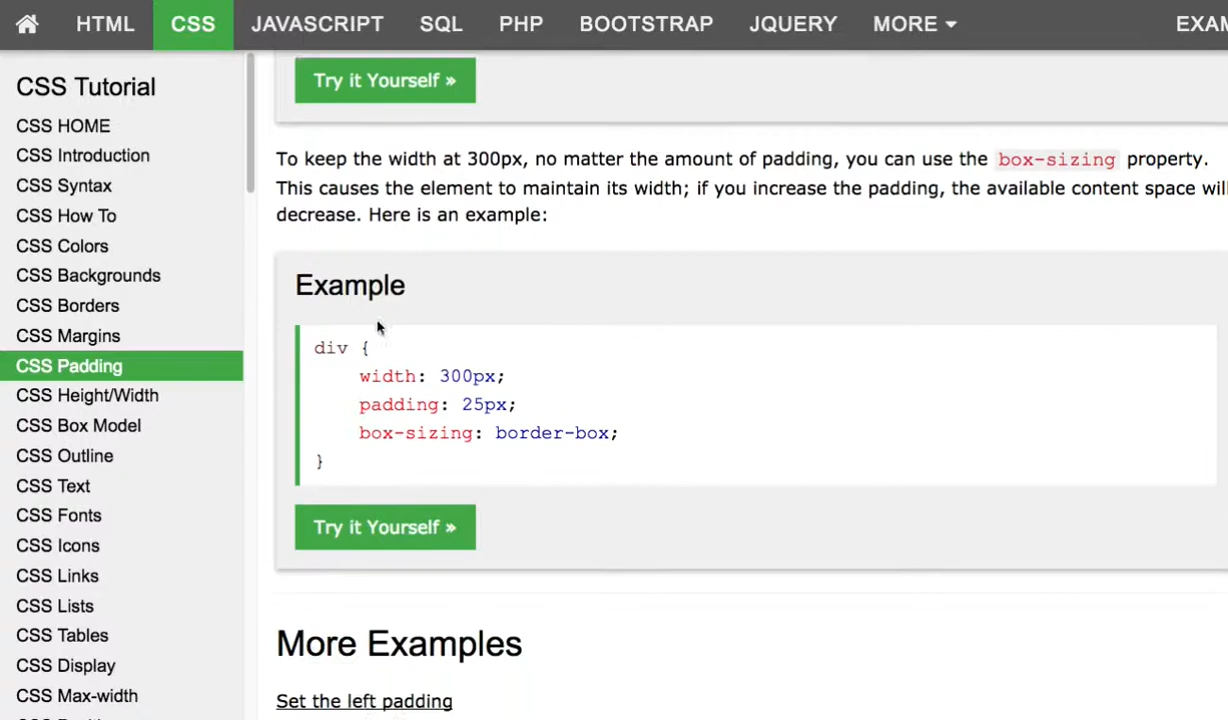 HTML CSS JAVASCRIPT SQL PHP BOOTSTRAP JQUERY MORE
CSS Tutorial
CSS HOME
CSS Introduction
CSS Syntax
CSS How To
CSS Colors
CSS Backgrounds
CSS Borders
CSS Margins
CSS Padding
CSS Height/Width
CSS Box Model
CSS Outline
CSS Text
CSS Fonts
CSS Icons
CSS Links
CSS Lists
CSS Tables
CSS Display
CSS Max-width
Try it Yourself »
To keep the width at 300px, no matter the amount of padding, you can use the box-sizing property.
This causes the element to maintain its width; if you increase the padding, the available content space will
decrease. Here is an example:
Example
div {
width: 300px;
padding: 25px;
box-sizing: border-box;
}
Try it Yourself »
More Examples
Set the left padding